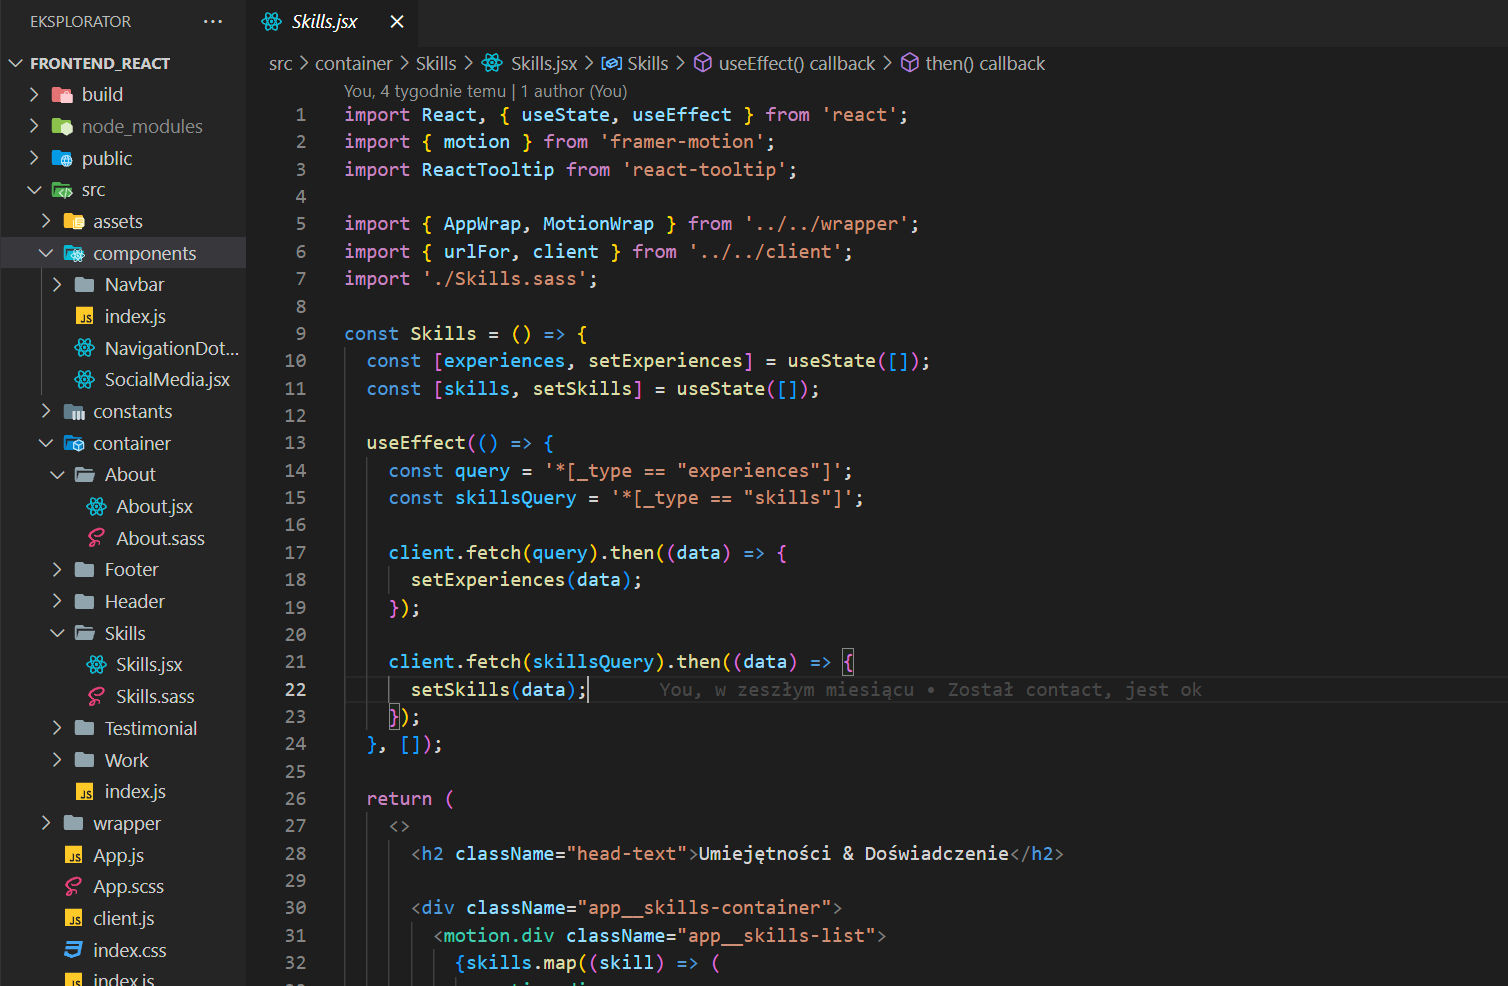 EKSPLORATOR ···
FRONTEND_REACT
build
node_modules
public
src
assets
components
Navbar
index.js
NavigationDot...
SocialMedia.jsx
constants
container
About
About.jsx
About.sass
Footer
Header
Skills
Skills.jsx
Skills.sass
Testimonial
Work
index.js
wrapper
App.js
App.scss
client.js
index.css
index.js
Skills.jsx
src > container > Skills > Skills.jsx > Skills > useEffect() callback > then() callback
You, 4 tygodnie temu | 1 author (You)
1 import React, { useState, useEffect } from 'react';
2 import { motion } from 'framer-motion';
3 import ReactTooltip from 'react-tooltip';
4
5 import { AppWrap, MotionWrap } from '../../wrapper';
6 import { urlFor, client } from '../../client';
7 import './Skills.sass';
8
9 const Skills = () => {
10 const [experiences, setExperiences] = useState([]);
11 const [skills, setSkills] = useState([]);
12
13 useEffect(() => {
14 const query = '*[_type == "experiences"]';
15 const skillsQuery = '*[_type == "skills"]';
16
17 client.fetch(query).then((data) => {
18 setExperiences(data);
19 });
20
21 client.fetch(skillsQuery).then((data) => {
22 setSkills(data); You, w zeszłym miesiącu • Został contact, jest ok
23 });
24 }, []);
25
26 return (
27 <>
28 <h2 className="head-text">Umiejętności & Doświadczenie</h2>
29
30 <div className="app__skills-container">
31 <motion.div className="app__skills-list">
32 {skills.map((skill) => (